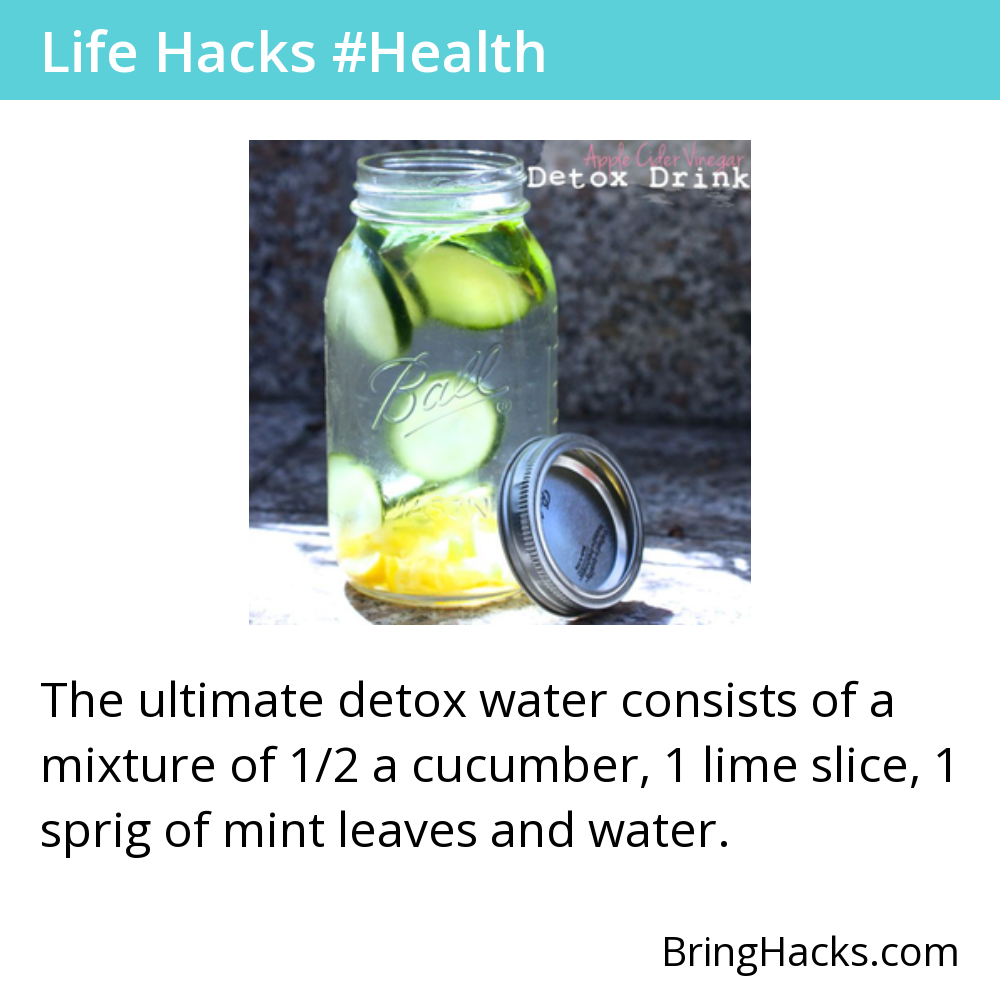 Life Hacks #Health
Apple Cider Vinegar
Detox Drink
Ball
MASON
The ultimate detox water consists of a
mixture of 1/2 a cucumber, 1 lime slice, 1
sprig of mint leaves and water.
BringHacks.com